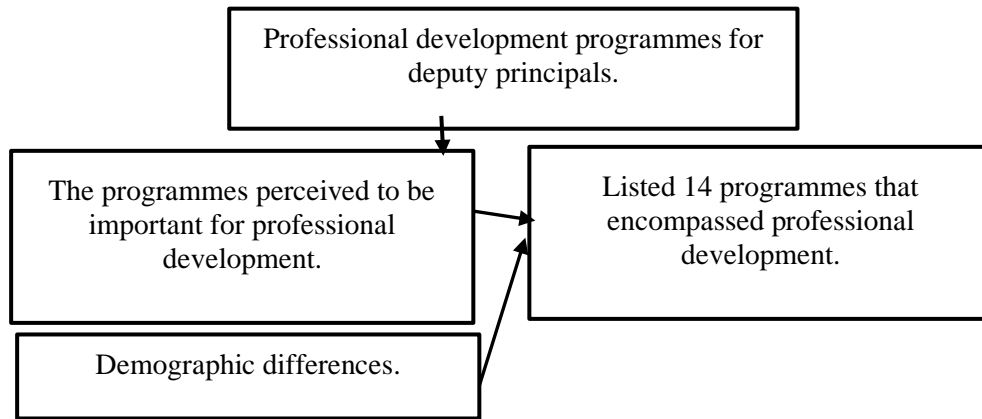 Professional development programmes for
deputy principals.
The programmes perceived to be
important for professional
development.
Listed 14 programmes that
encompassed professional
development.
Demographic differences.